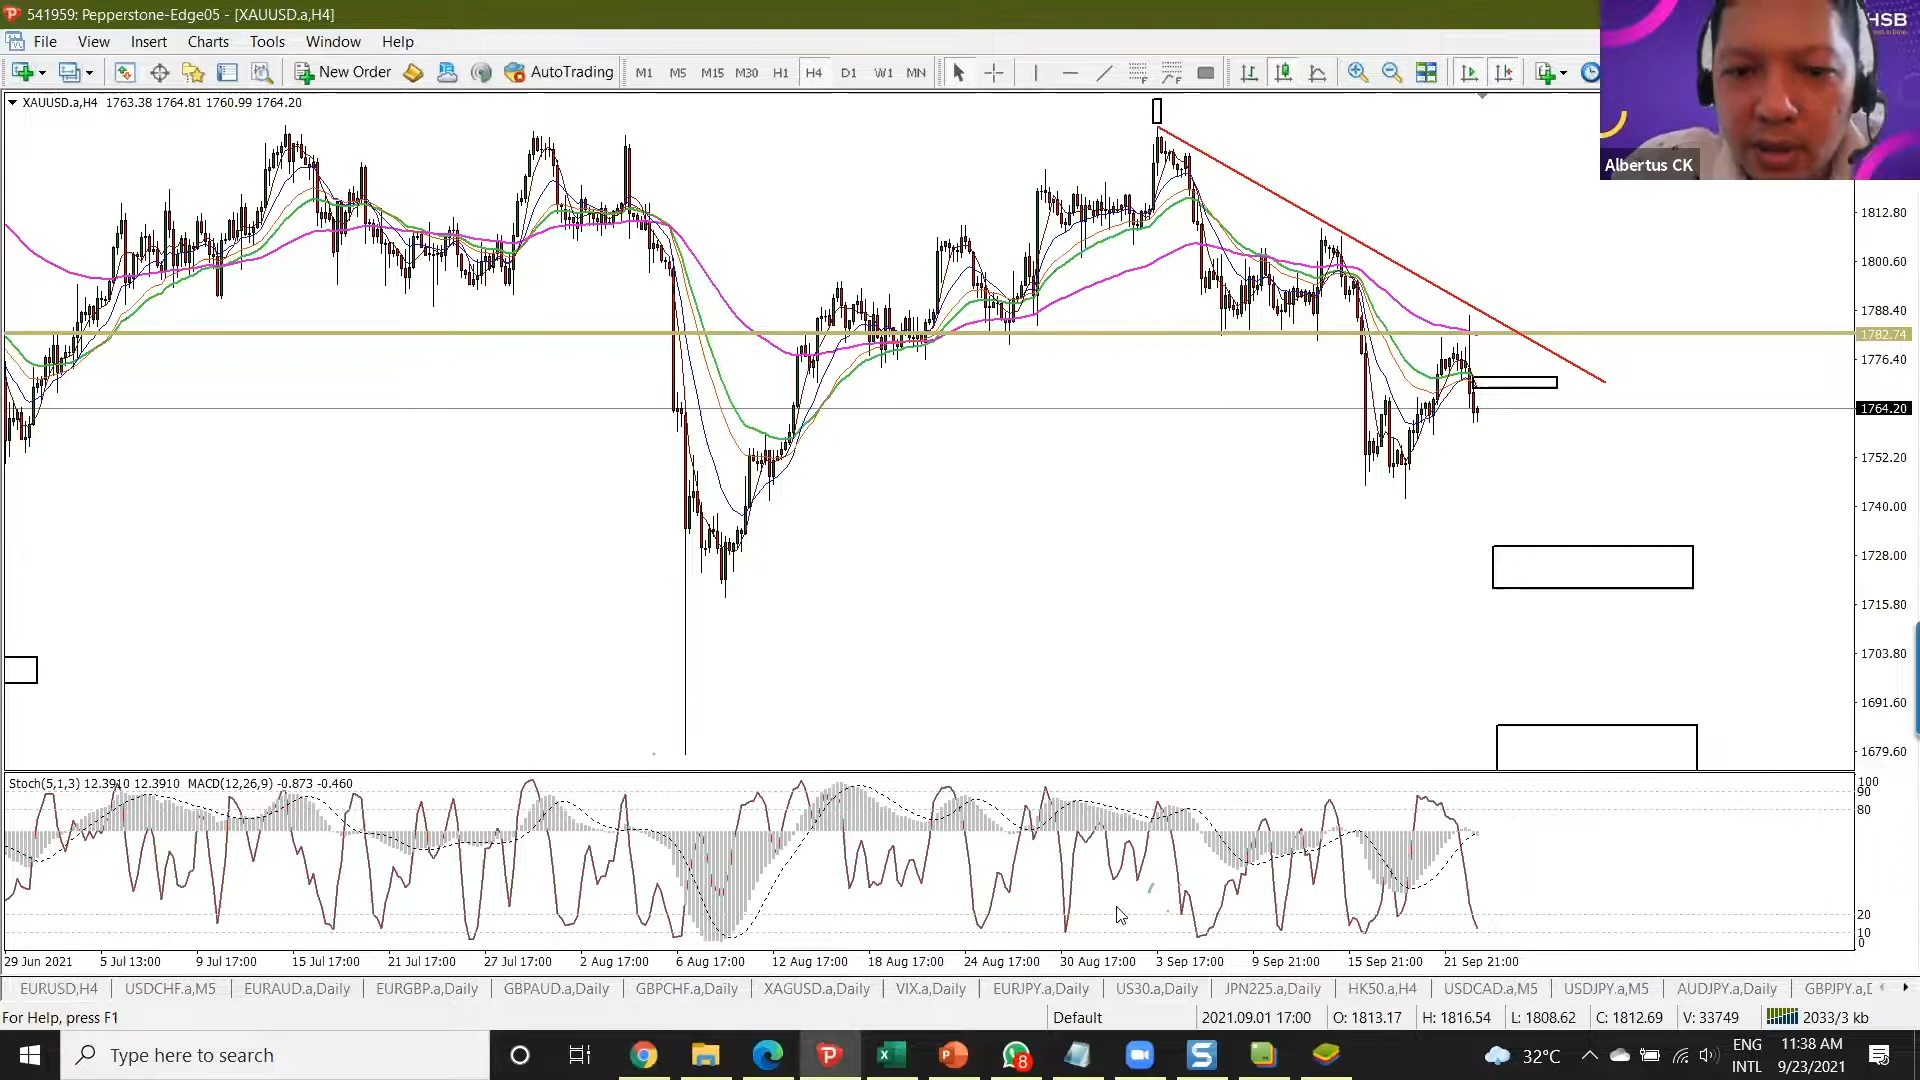 541959: Pepperstone-Edge05 - [XAUUSD.a,H4]
HSB
File View Insert Charts Tools Window Help
New Order AutoTrading M1 M5 M15 M30 H1 H4 D1 W1 MN
Albertus CK
XAUUSD.a,H4 1763.38 1764.81 1760.99 1764.20
1812.80
1800.60
1788.40
1782.74
1776.40
1764.20
1752.20
1740.00
1728.00
1715.80
1703.80
1691.60
1679.60
Stoch(5,1,3) 12.3910 12.3910 MACD(12,26,9) -0.873 -0.460
100
90
80
20
10
0
29 Jun 2021 5 Jul 13:00 9 Jul 17:00 15 Jul 17:00 21 Jul 17:00 27 Jul 17:00 2 Aug 17:00 6 Aug 17:00 12 Aug 17:00 18 Aug 17:00 24 Aug 17:00 30 Aug 17:00 3 Sep 17:00 9 Sep 21:00 15 Sep 21:00 21 Sep 21:00
EURUSD,H4 USDCHF.a,M5 EURAUD.a,Daily EURGBP.a,Daily GBPAUD.a,Daily GBPCHF.a,Daily XAGUSD.a,Daily VIX.a,Daily EURJPY.a,Daily US30.a,Daily JPN225.a,Daily HK50.a,H4 USDCAD.a,M5 USDJPY.a,M5 AUDJPY.a,Daily GBPJPY.a,D
For Help, press F1 Default 2021.09.01 17:00 O: 1813.17 H: 1816.54 L: 1808.62 C: 1812.69 V: 33749 2033/3 kb
Type here to search 8 32°C ENG 11:38 AM
INTL 9/23/2021